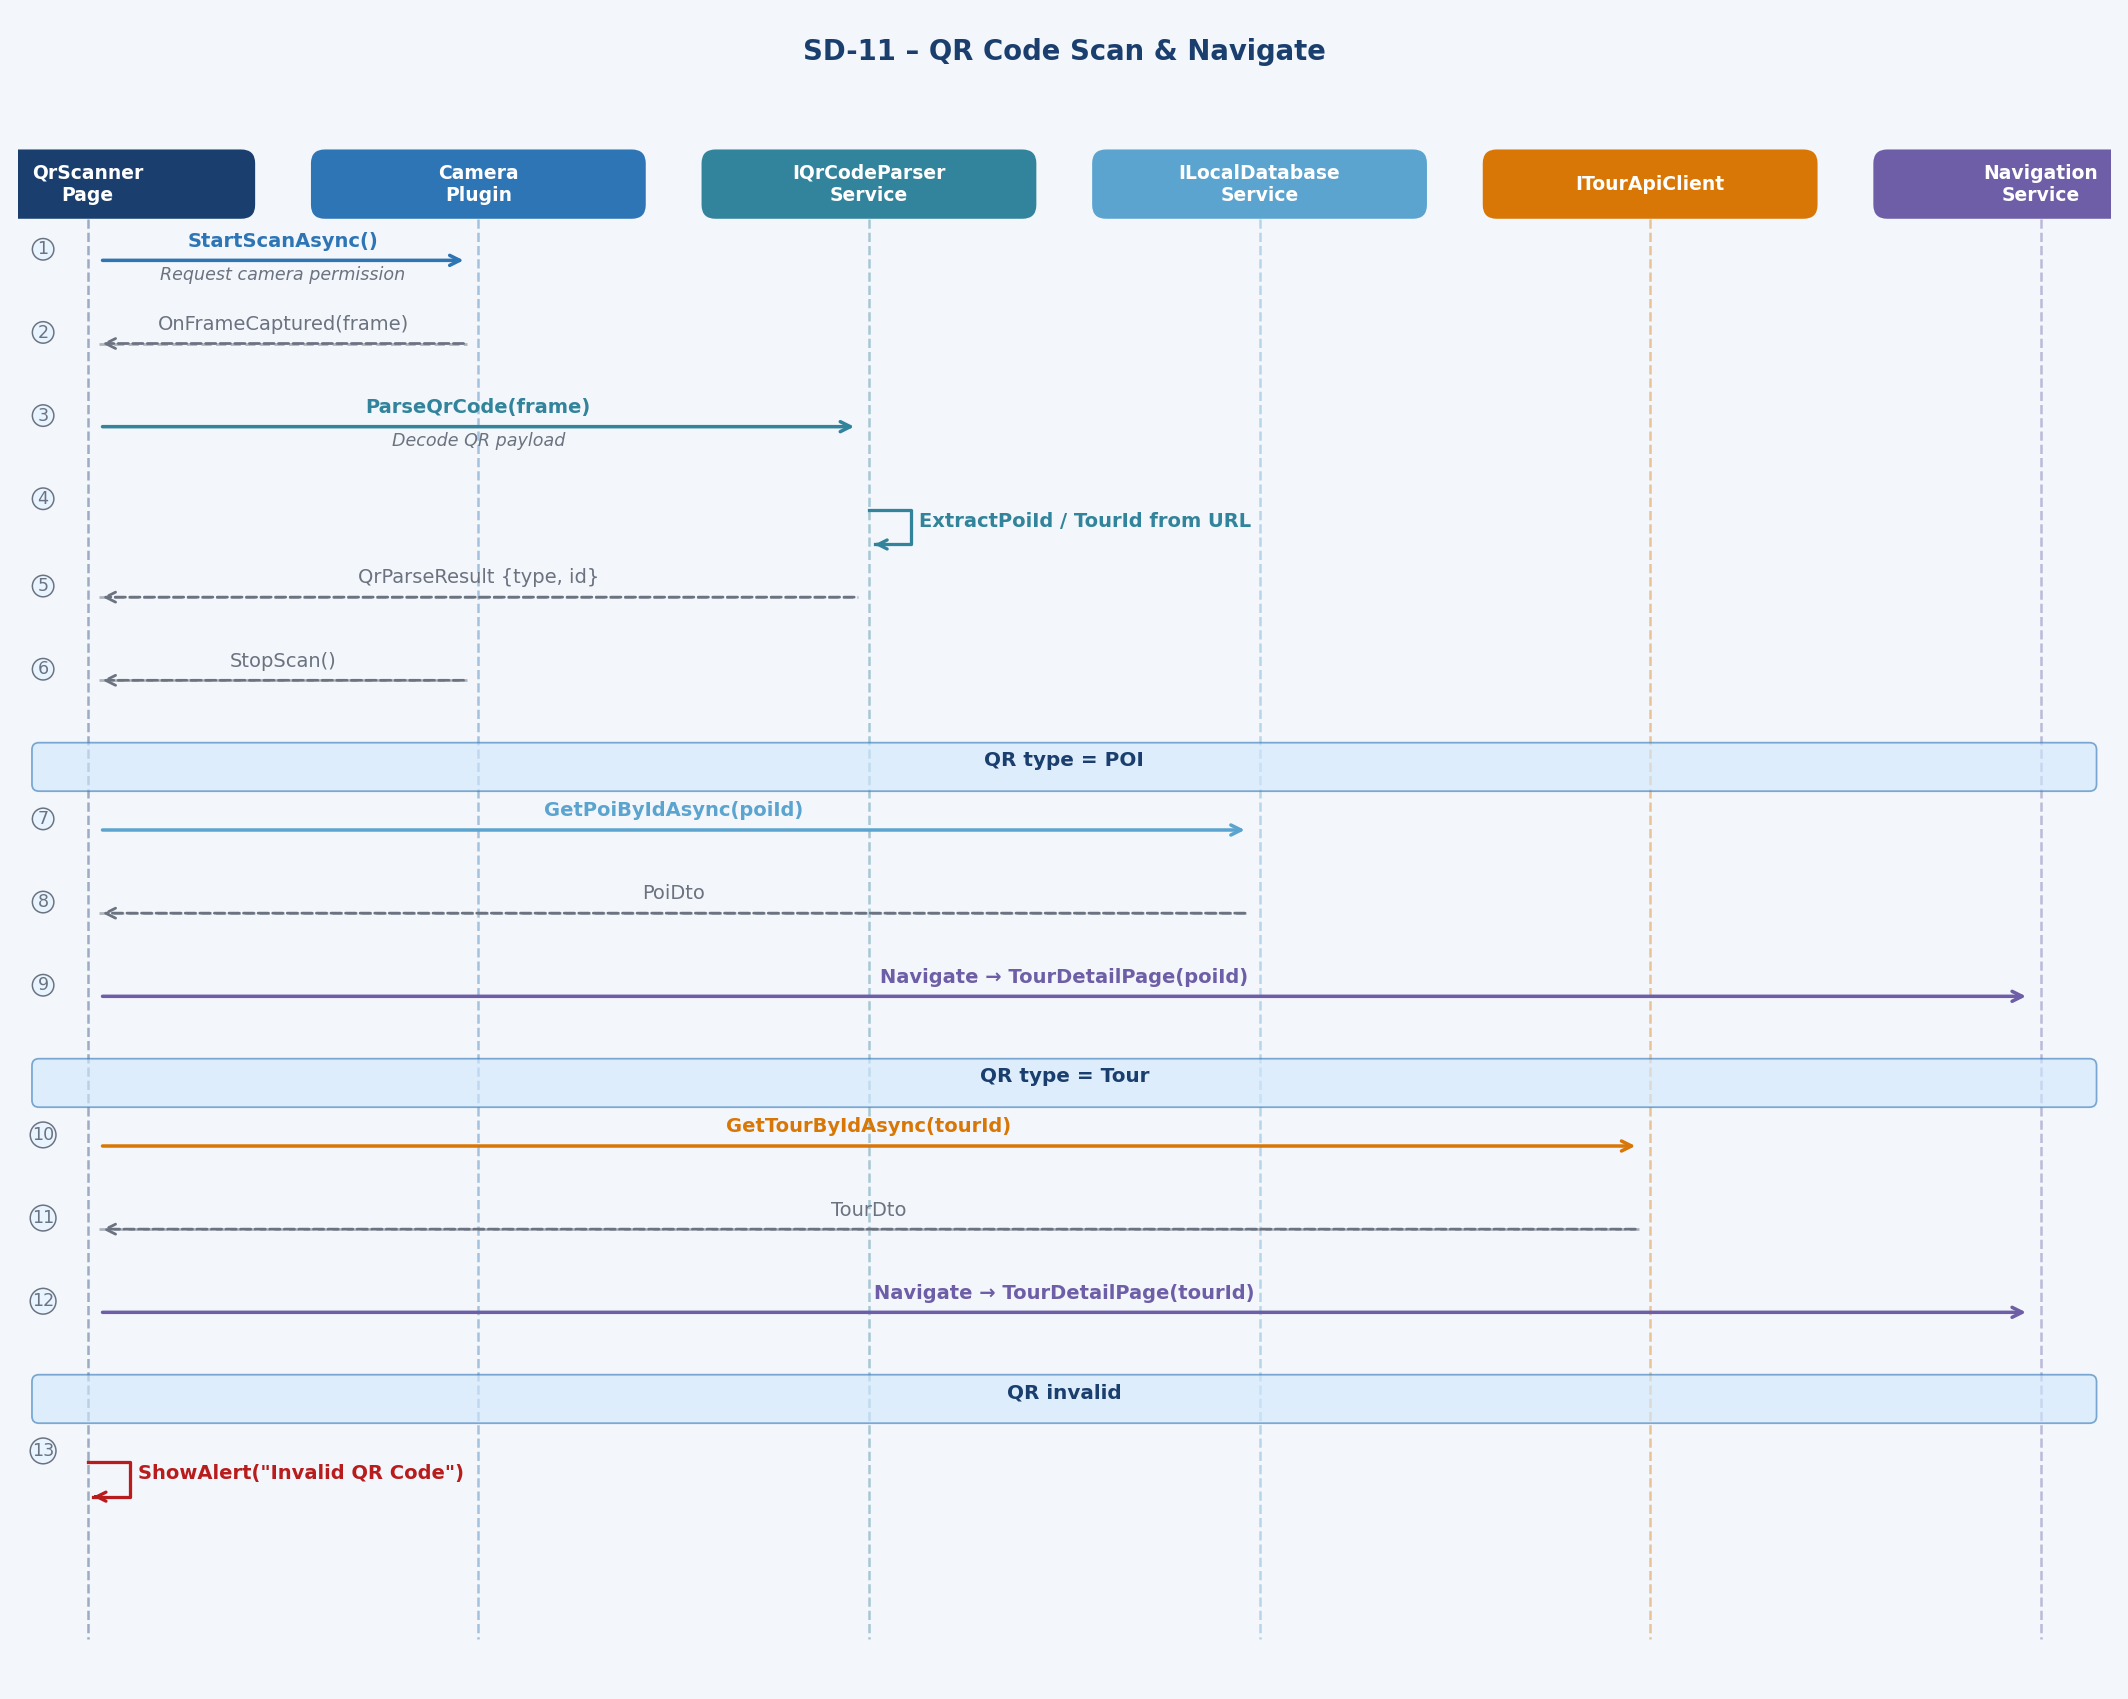 SD-11 – QR Code Scan & Navigate
QrScanner
Page
Camera
Plugin
IQrCodeParser
Service
ILocalDatabase
Service
ITourApiClient
Navigation
Service
1
StartScanAsync()
Request camera permission
2
OnFrameCaptured(frame)
3
ParseQrCode(frame)
Decode QR payload
4
ExtractPoiId / TourId from URL
5
QrParseResult {type, id}
6
StopScan()
QR type = POI
7
GetPoiByIdAsync(poiId)
8
PoiDto
9
Navigate → TourDetailPage(poiId)
QR type = Tour
10
GetTourByIdAsync(tourId)
11
TourDto
12
Navigate → TourDetailPage(tourId)
QR invalid
13
ShowAlert("Invalid QR Code")